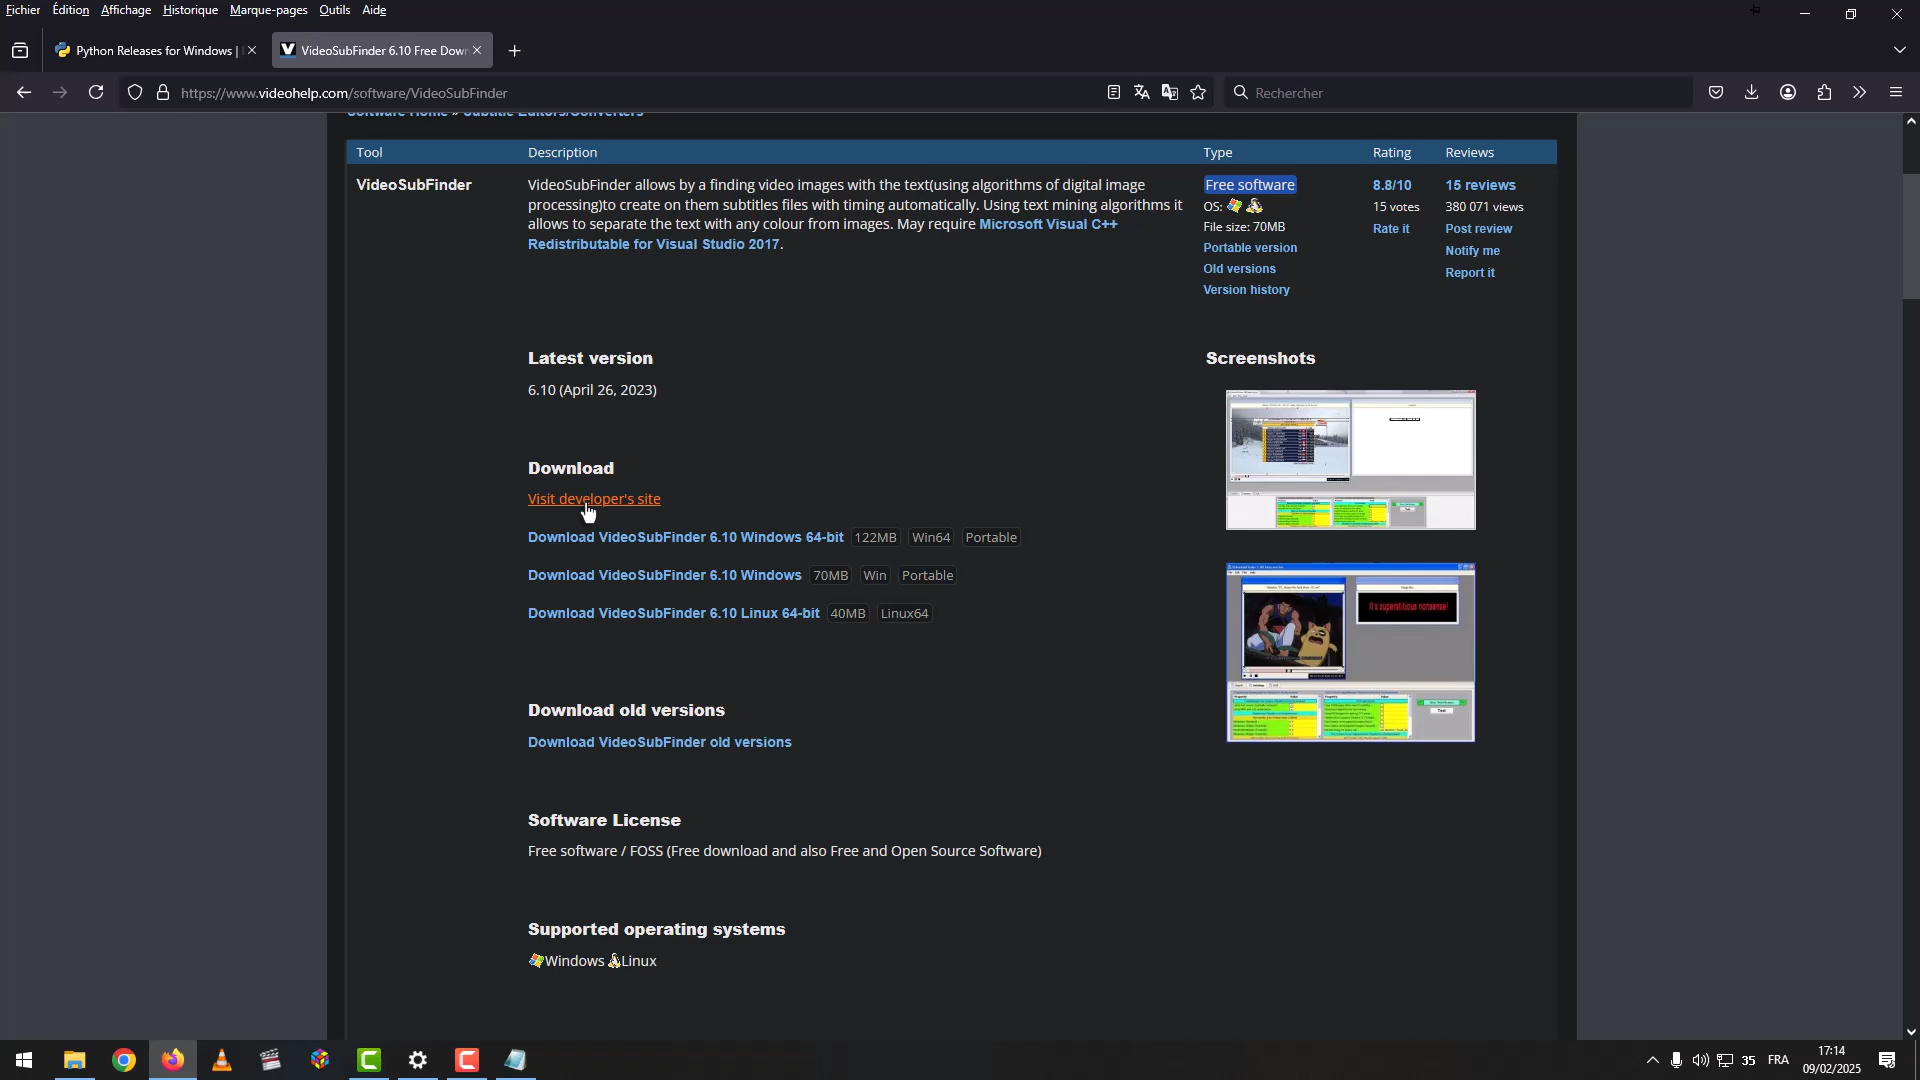 Fichier Édition Affichage Historique Marque-pages Outils Aide
Python Releases for Windows |
VideoSubFinder 6.10 Free Down
https://www.videohelp.com/software/VideoSubFinder
Rechercher
Software Home » Subtitle Editors/Converters
Tool Description Type Rating Reviews
VideoSubFinder
VideoSubFinder allows by a finding video images with the text(using algorithms of digital image
processing)to create on them subtitles files with timing automatically. Using text mining algorithms it
allows to separate the text with any colour from images. May require Microsoft Visual C++
Redistributable for Visual Studio 2017.
Free software
OS:
File size: 70MB
Portable version
Old versions
Version history
8.8/10
15 votes
Rate it
15 reviews
380 071 views
Post review
Notify me
Report it
Latest version
6.10 (April 26, 2023)
Screenshots
It's superstitious nonsense!
Download
Visit developer's site
Download VideoSubFinder 6.10 Windows 64-bit 122MB Win64 Portable
Download VideoSubFinder 6.10 Windows 70MB Win Portable
Download VideoSubFinder 6.10 Linux 64-bit 40MB Linux64
Download old versions
Download VideoSubFinder old versions
Software License
Free software / FOSS (Free download and also Free and Open Source Software)
Supported operating systems
Windows Linux
35 FRA
17:14
09/02/2025